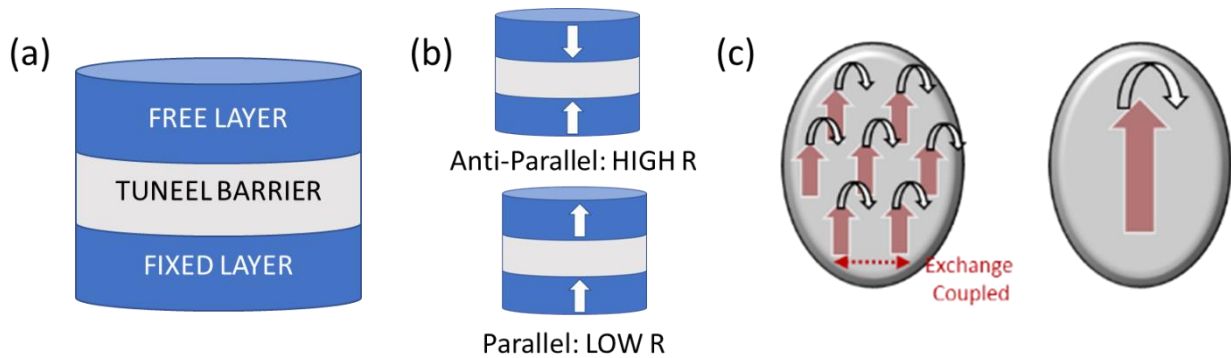 (a)
FREE LAYER
TUNEEL BARRIER
FIXED LAYER
(b)
Anti-Parallel: HIGH R
Parallel: LOW R
(c)
Exchange
Coupled